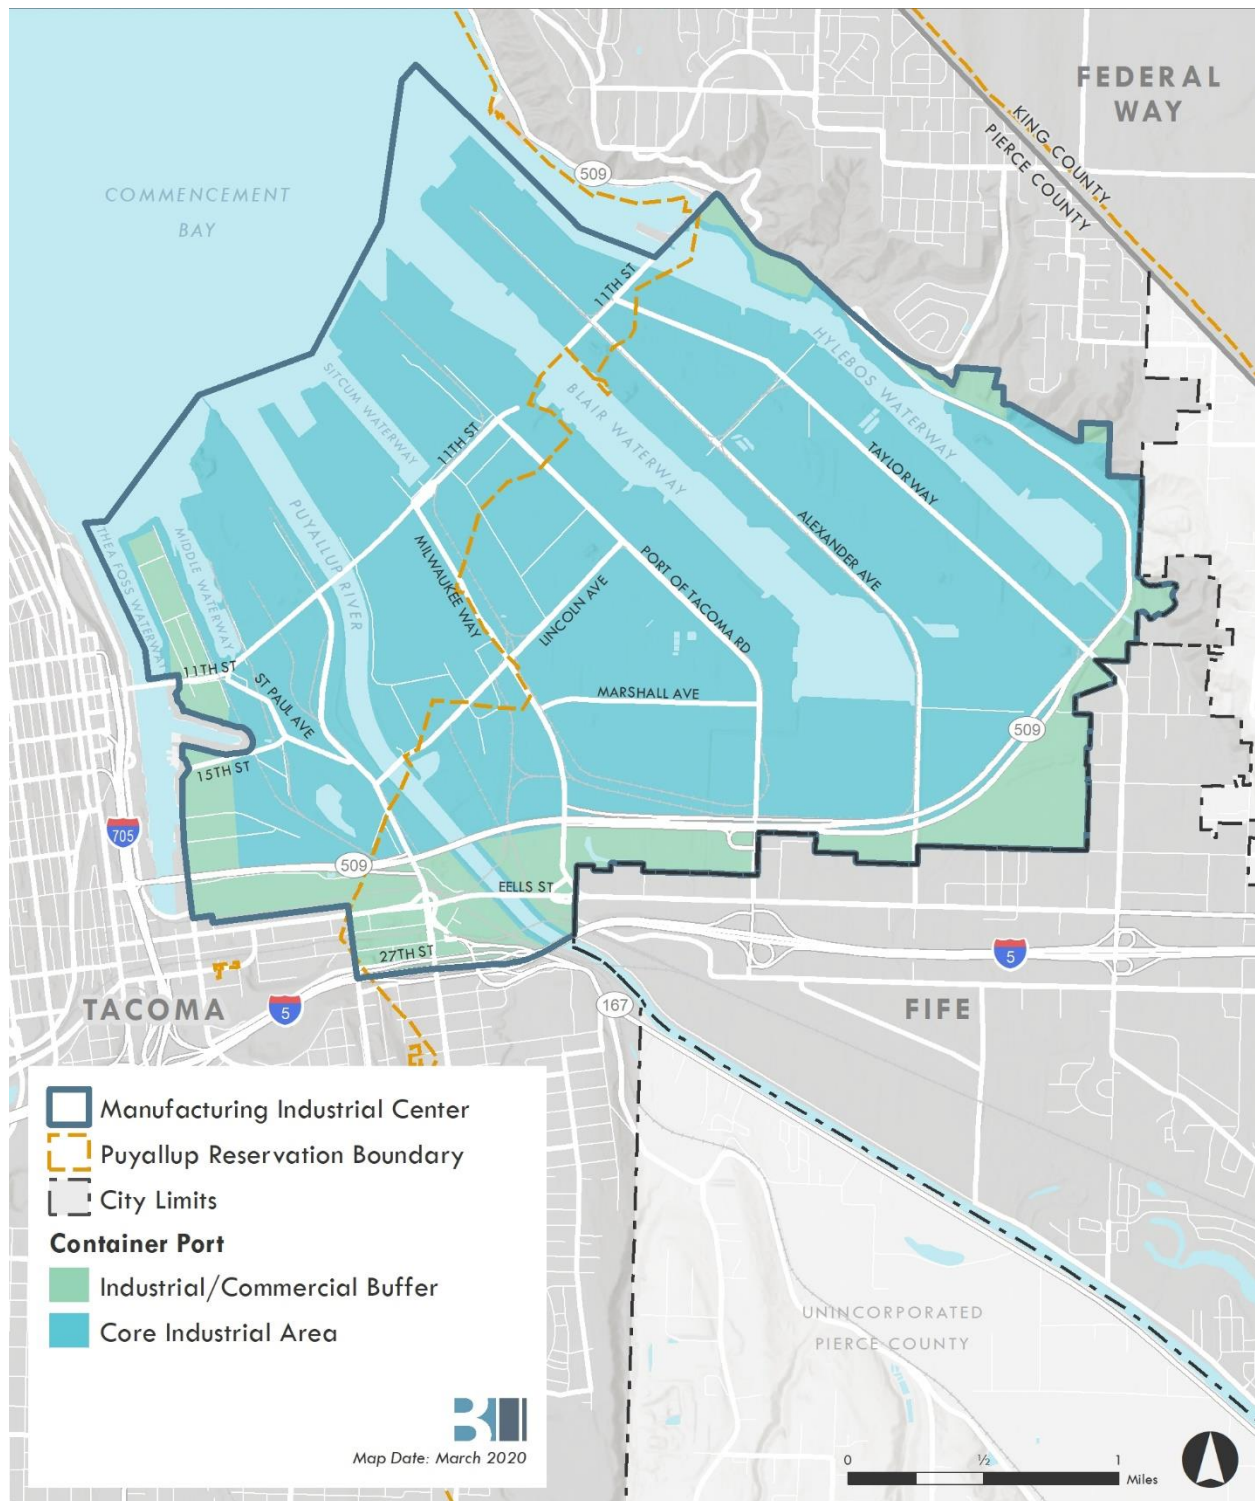 FEDERAL
WAY
KING COUNTY
PIERCE COUNTY
509
COMMENCEMENT
BAY
11TH ST
HYLEBOS WATERWAY
SITCUM WATERWAY
BLAIR WATERWAY
11TH ST
TAYLOR WAY
PUYALLUP RIVER
ALEXANDER AVE
THEA FOSS WATERWAY
MIDDLE WATERWAY
MILWAUKEE WAY
PORT OF TACOMA RD
LINCOLN AVE
11TH ST
ST PAUL AVE
MARSHALL AVE
509
15TH ST
705
509
EELLS ST
27TH ST
5
TACOMA
5
167
FIFE
Manufacturing Industrial Center
Puyallup Reservation Boundary
City Limits
Container Port
Industrial/Commercial Buffer
Core Industrial Area
UNINCORPORATED
PIERCE COUNTY
Map Date: March 2020
0 ½ 1
Miles